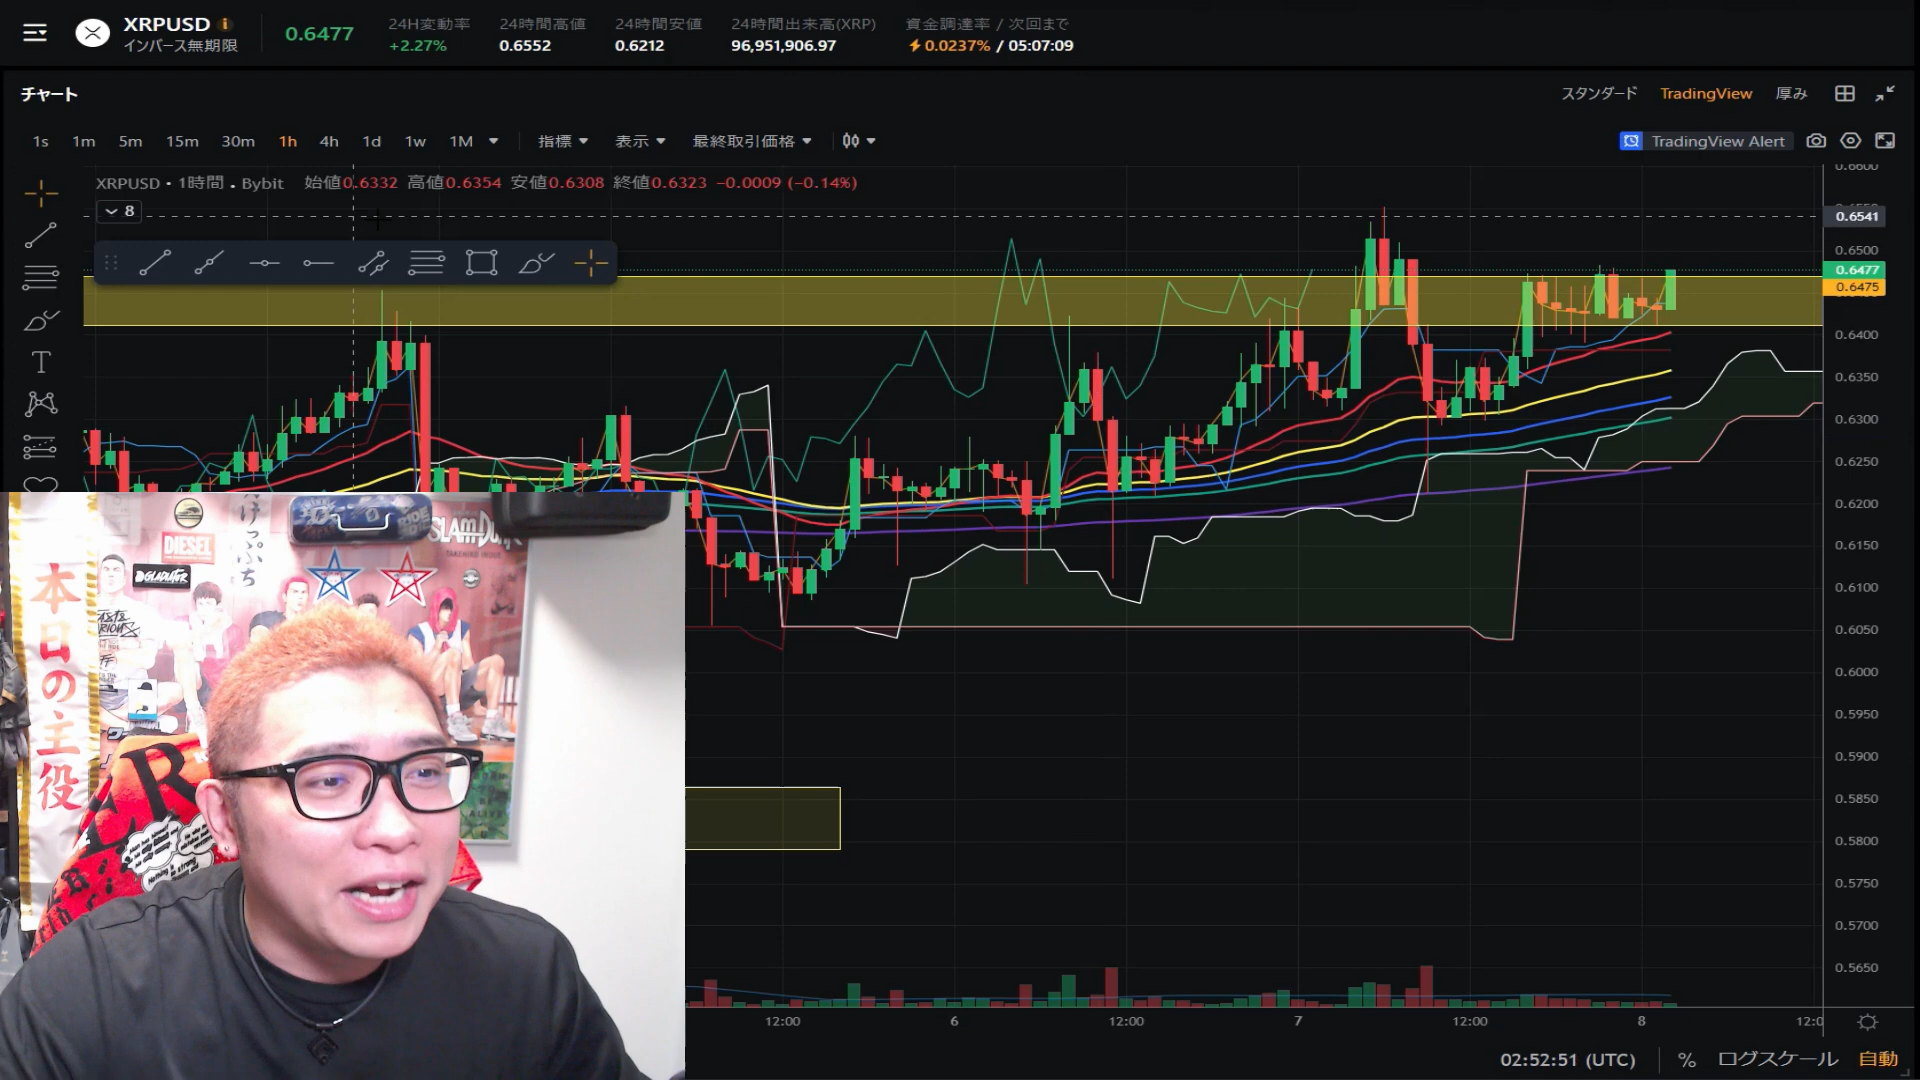 XRPUSD
インバース無期限
0.6477
24H変動率
+2.27%
24時間高値
0.6552
24時間安値
0.6212
24時間出来高(XRP)
96,951,906.97
資金調達率 / 次回まで
0.0237% / 05:07:09
チャート
スタンダード TradingView 厚み
1s 1m 5m 15m 30m 1h 4h 1d 1w 1M 指標 表示 最終取引価格
TradingView Alert
XRPUSD • 1時間 • Bybit 始値0.6332 高値0.6354 安値0.6308 終値0.6323 −0.0009 (−0.14%)
8
0.6600
0.6541
0.6500
0.6477
0.6475
0.6400
0.6350
0.6300
0.6250
0.6200
0.6150
0.6100
0.6050
0.6000
0.5950
0.5900
0.5850
0.5800
0.5750
0.5700
0.5650
12:00 6 12:00 7 12:00 8
02:52:51 (UTC) % ログスケール 自動
本日の主役
DIESEL
GLADIATOR
SLAM DUNK
TAKEHIKO INOUE
けっぷち
RIDE